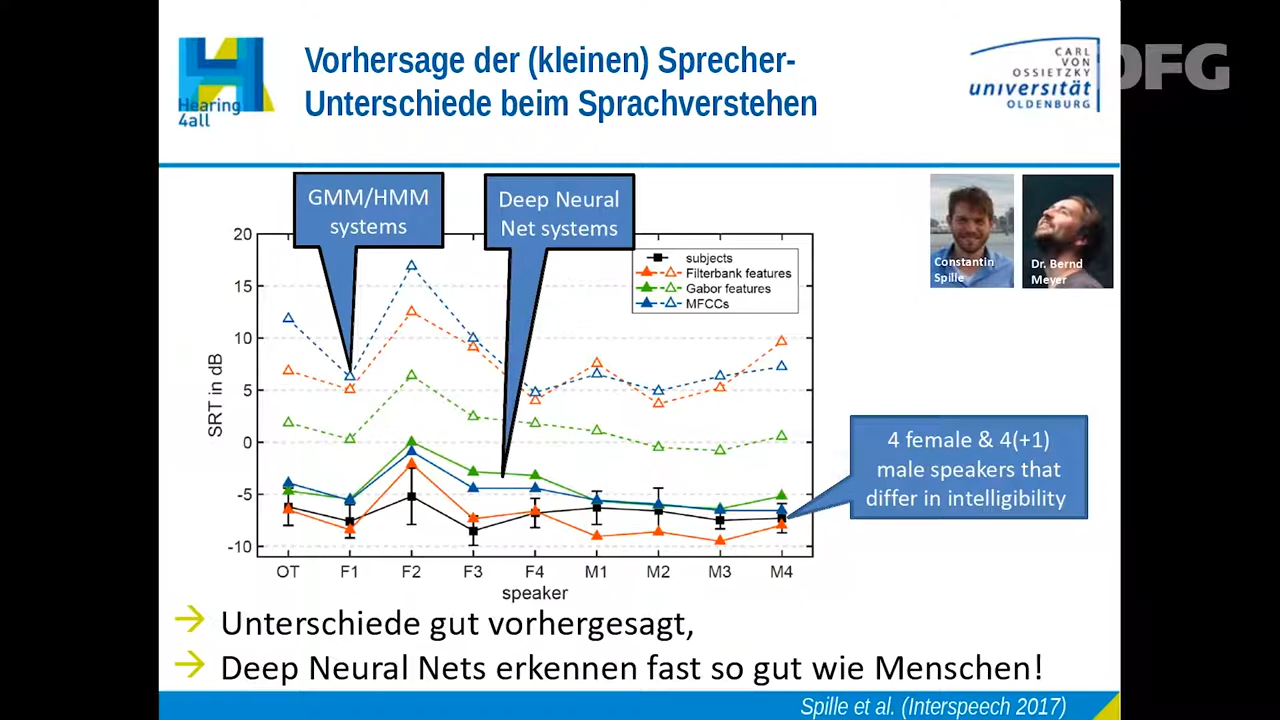 Vorhersage der (kleinen) Sprecher-
Unterschiede beim Sprachverstehen
Hearing
4all
CARL
VON
OSSIETZKY
universität
OLDENBURG
DFG
GMM/HMM
systems
Deep Neural
Net systems
Constantin
Spille
Dr. Bernd
Meyer
subjects
Filterbank features
Gabor features
MFCCs
20
15
10
5
0
-5
-10
SRT in dB
OT F1 F2 F3 F4 M1 M2 M3 M4
speaker
4 female & 4(+1)
male speakers that
differ in intelligibility
→ Unterschiede gut vorhergesagt,
→ Deep Neural Nets erkennen fast so gut wie Menschen!
Spille et al. (Interspeech 2017)